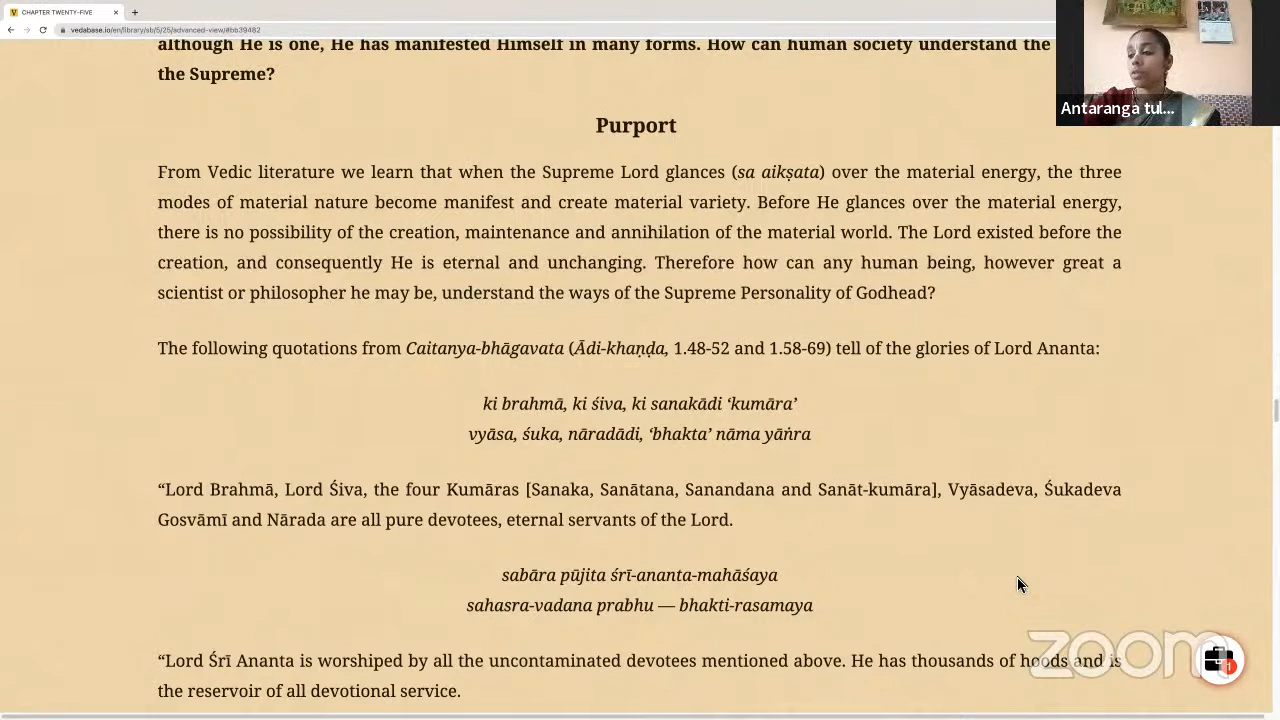 CHAPTER TWENTY-FIVE
vedabase.io/en/library/sb/5/25/advanced-view/#bb39482
although He is one, He has manifested Himself in many forms. How can human society understand the
the Supreme?
Antaranga tul...
Purport
From Vedic literature we learn that when the Supreme Lord glances (sa aikṣata) over the material energy, the three
modes of material nature become manifest and create material variety. Before He glances over the material energy,
there is no possibility of the creation, maintenance and annihilation of the material world. The Lord existed before the
creation, and consequently He is eternal and unchanging. Therefore how can any human being, however great a
scientist or philosopher he may be, understand the ways of the Supreme Personality of Godhead?
The following quotations from Caitanya-bhāgavata (Ādi-khaṇḍa, 1.48-52 and 1.58-69) tell of the glories of Lord Ananta:
ki brahmā, ki śiva, ki sanakādi ‘kumāra’
vyāsa, śuka, nāradādi, ‘bhakta’ nāma yāṅra
“Lord Brahmā, Lord Śiva, the four Kumāras [Sanaka, Sanātana, Sanandana and Sanāt-kumāra], Vyāsadeva, Śukadeva
Gosvāmī and Nārada are all pure devotees, eternal servants of the Lord.
sabāra pūjita śrī-ananta-mahāśaya
sahasra-vadana prabhu — bhakti-rasamaya
“Lord Śrī Ananta is worshiped by all the uncontaminated devotees mentioned above. He has thousands of hoods and is
the reservoir of all devotional service.
zoom
1